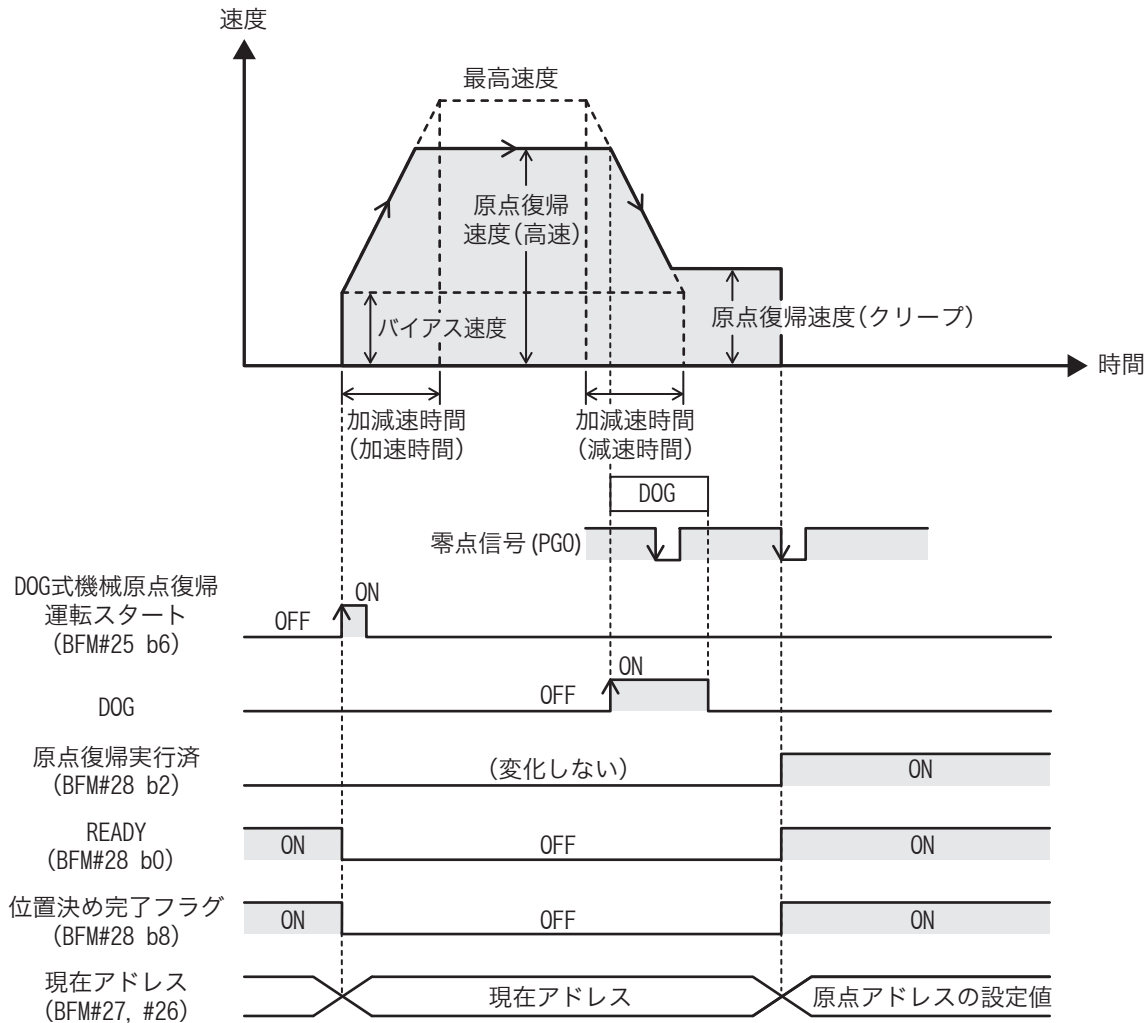 速度
最高速度
原点復帰
速度(高速)
バイアス速度
原点復帰速度(クリープ)
時間
加減速時間
(加速時間)
加減速時間
(減速時間)
DOG
零点信号(PG0)
DOG式機械原点復帰
運転スタート
(BFM#25 b6)
OFF
ON
DOG
OFF
ON
原点復帰実行済
(BFM#28 b2)
(変化しない)
ON
READY
(BFM#28 b0)
ON
OFF
ON
位置決め完了フラグ
(BFM#28 b8)
ON
OFF
ON
現在アドレス
(BFM#27, #26)
現在アドレス
原点アドレスの設定値